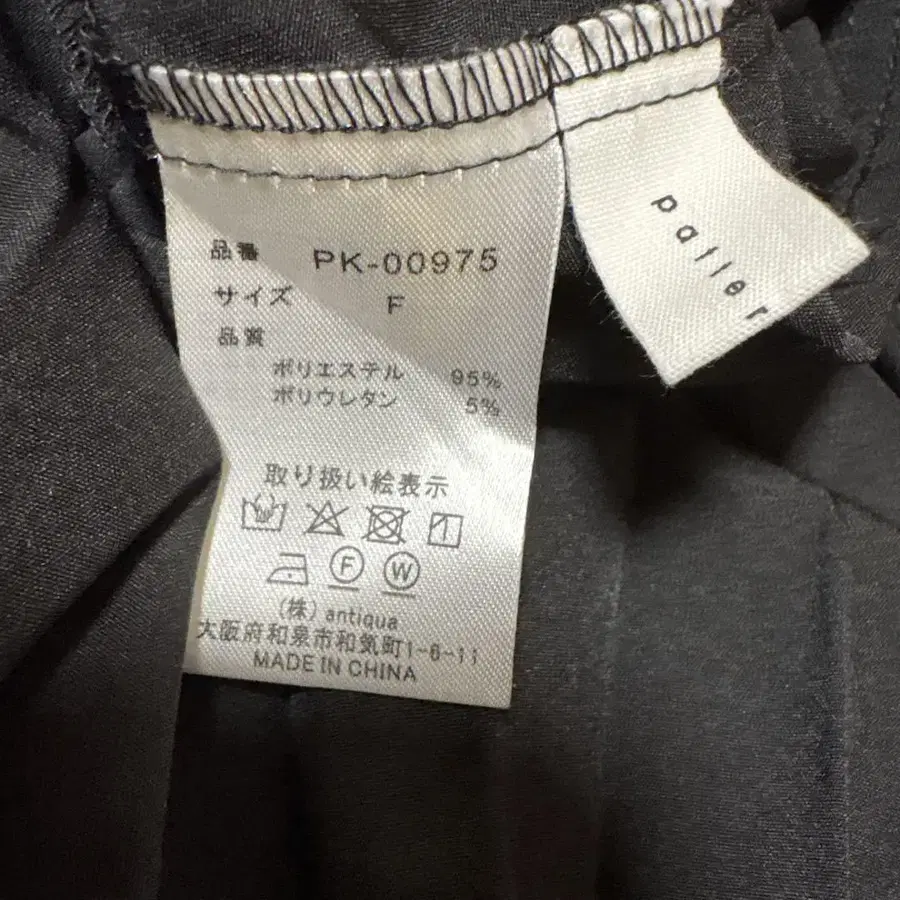 品番 PK-00975
サイズ F
品質
ポリエステル 95%
ポリウレタン 5%
取り扱い絵表示
F W
(株) antiqua
大阪府和泉市和気町1-6-11
MADE IN CHINA
paller